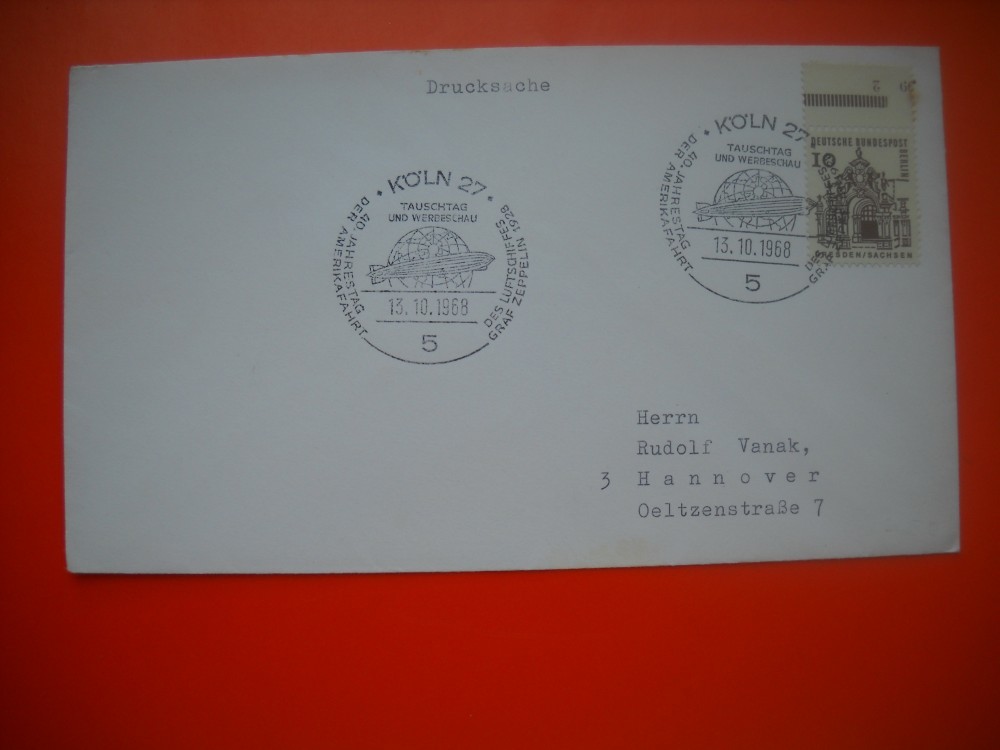 Drucksache
KÖLN 27
TAUSCHTAG
UND WERBESCHAU
40. JAHRESTAG
DER AMERIKAFAHRT
DES LUFTSCHIFFES
GRAF ZEPPELIN 1928
13.10.1968
5
KÖLN 27
TAUSCHTAG
UND WERBESCHAU
40. JAHRESTAG
DER AMERIKAFAHRT
GRAF
13.10.1968
5
2
DEUTSCHE BUNDESPOST
BERLIN
10
DRESDEN/SACHSEN
Herrn
Rudolf Vanak,
3 Hannover
Oeltzenstraße 7